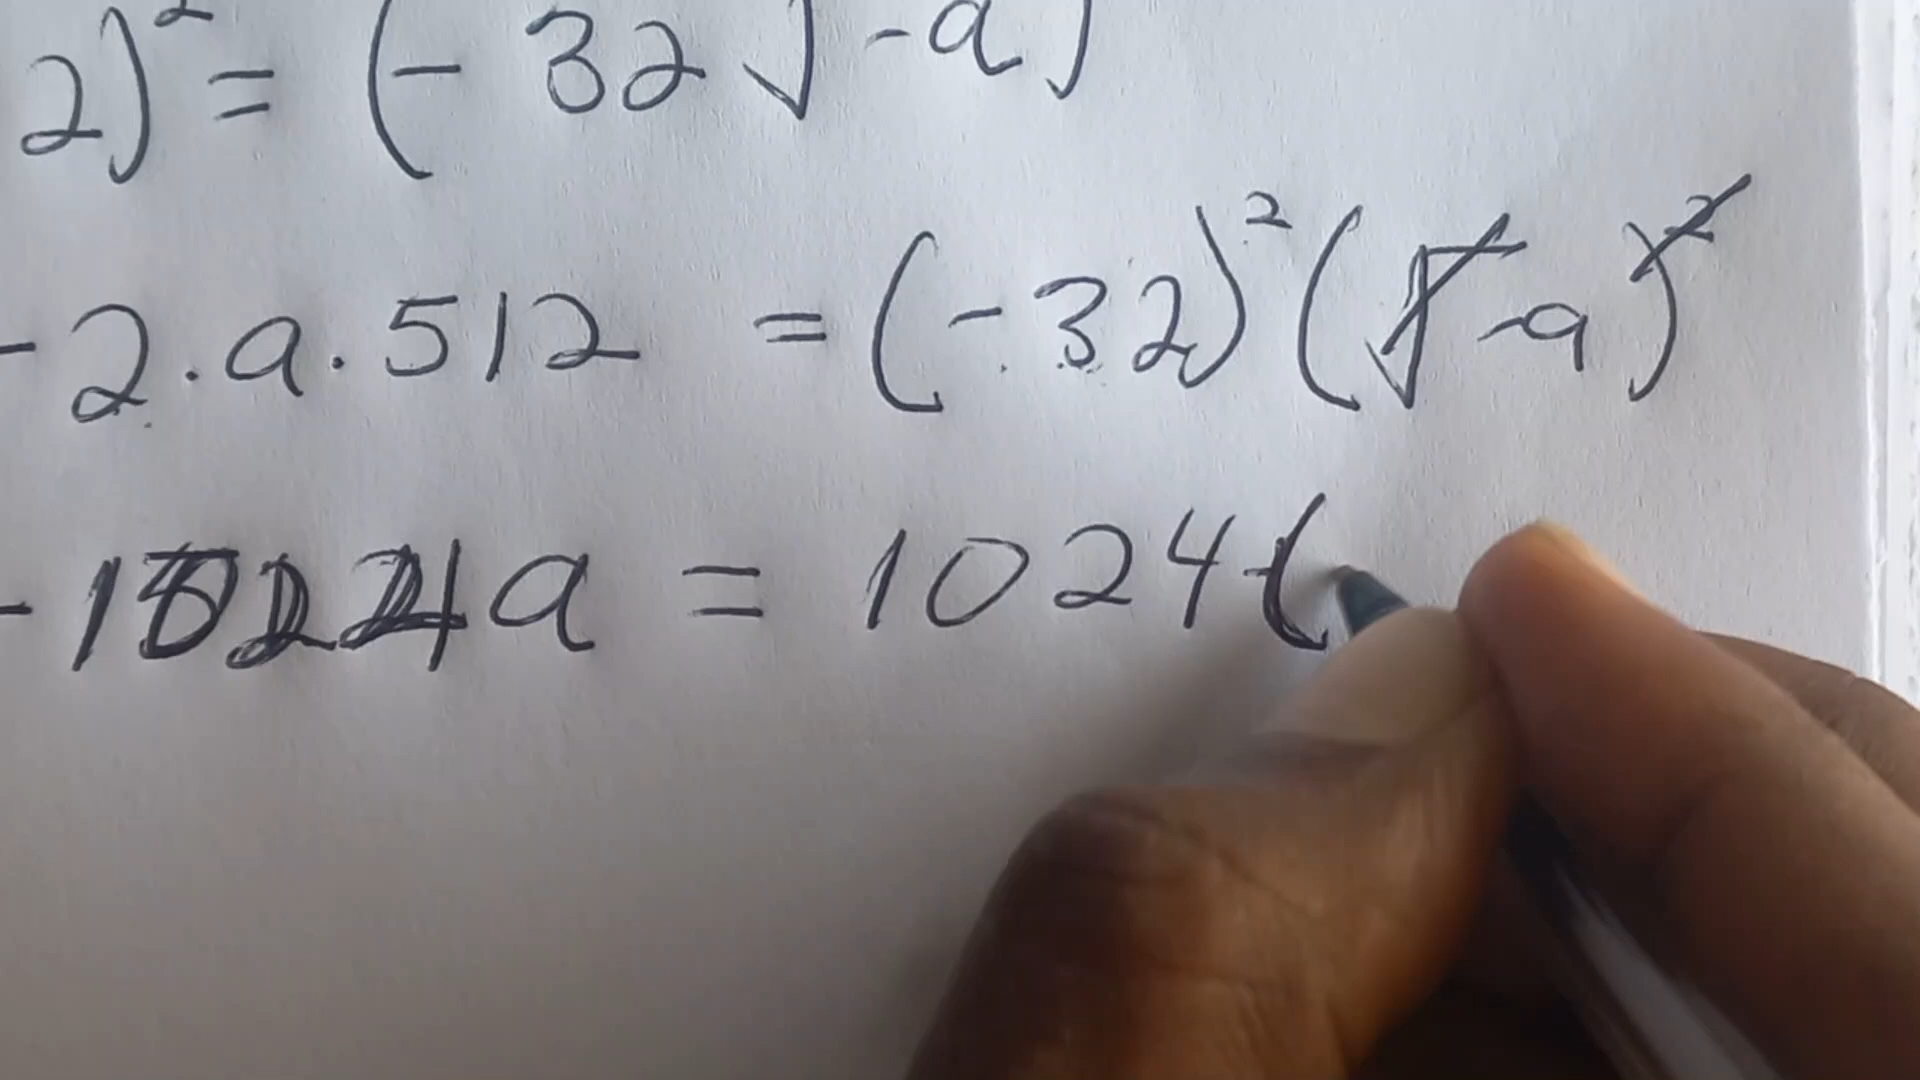 2)² = (-32√-a)
-2.a.512 = (-32)²(√-a)²
-1024a = 1024(